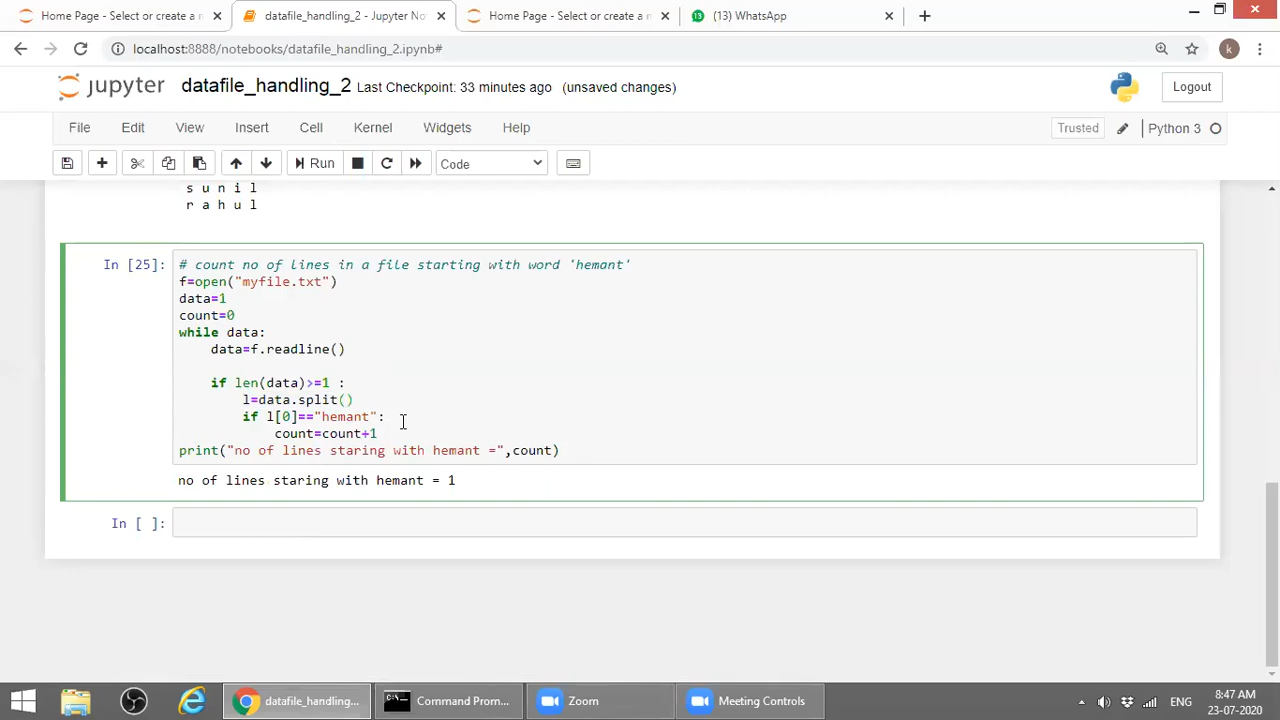 Home Page - Select or create a n
datafile_handling_2 - Jupyter No
Home Page - Select or create a n
(13) WhatsApp
localhost:8888/notebooks/datafile_handling_2.ipynb#
k
jupyter datafile_handling_2 Last Checkpoint: 33 minutes ago (unsaved changes)
Logout
File Edit View Insert Cell Kernel Widgets Help
Trusted Python 3
Run Code
s u n i l
r a h u l
In [25]: # count no of lines in a file starting with word 'hemant'
f=open("myfile.txt")
data=1
count=0
while data:
data=f.readline()
if len(data)>=1 :
l=data.split()
if l[0]=="hemant":
count=count+1
print("no of lines staring with hemant =",count)
no of lines staring with hemant = 1
In [ ]:
datafile_handling... Command Prom... Zoom Meeting Controls
ENG
8:47 AM
23-07-2020